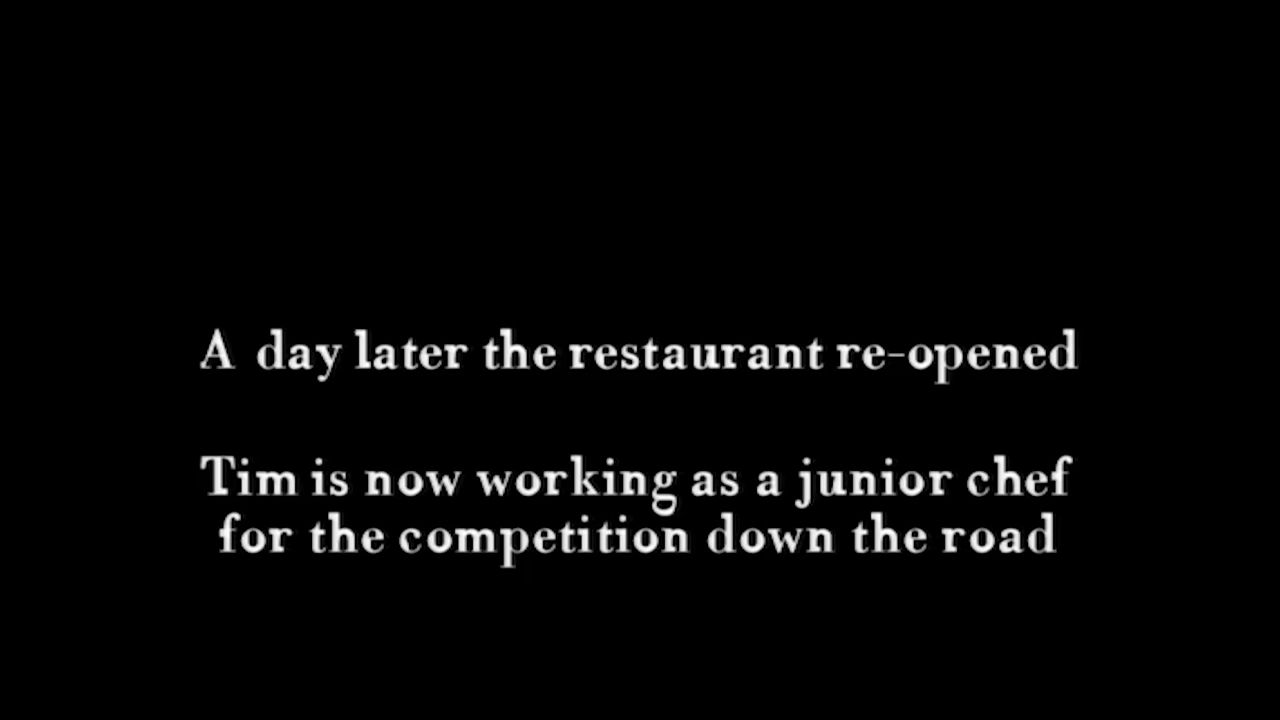 A day later the restaurant re-opened
Tim is now working as a junior chef
for the competition down the road